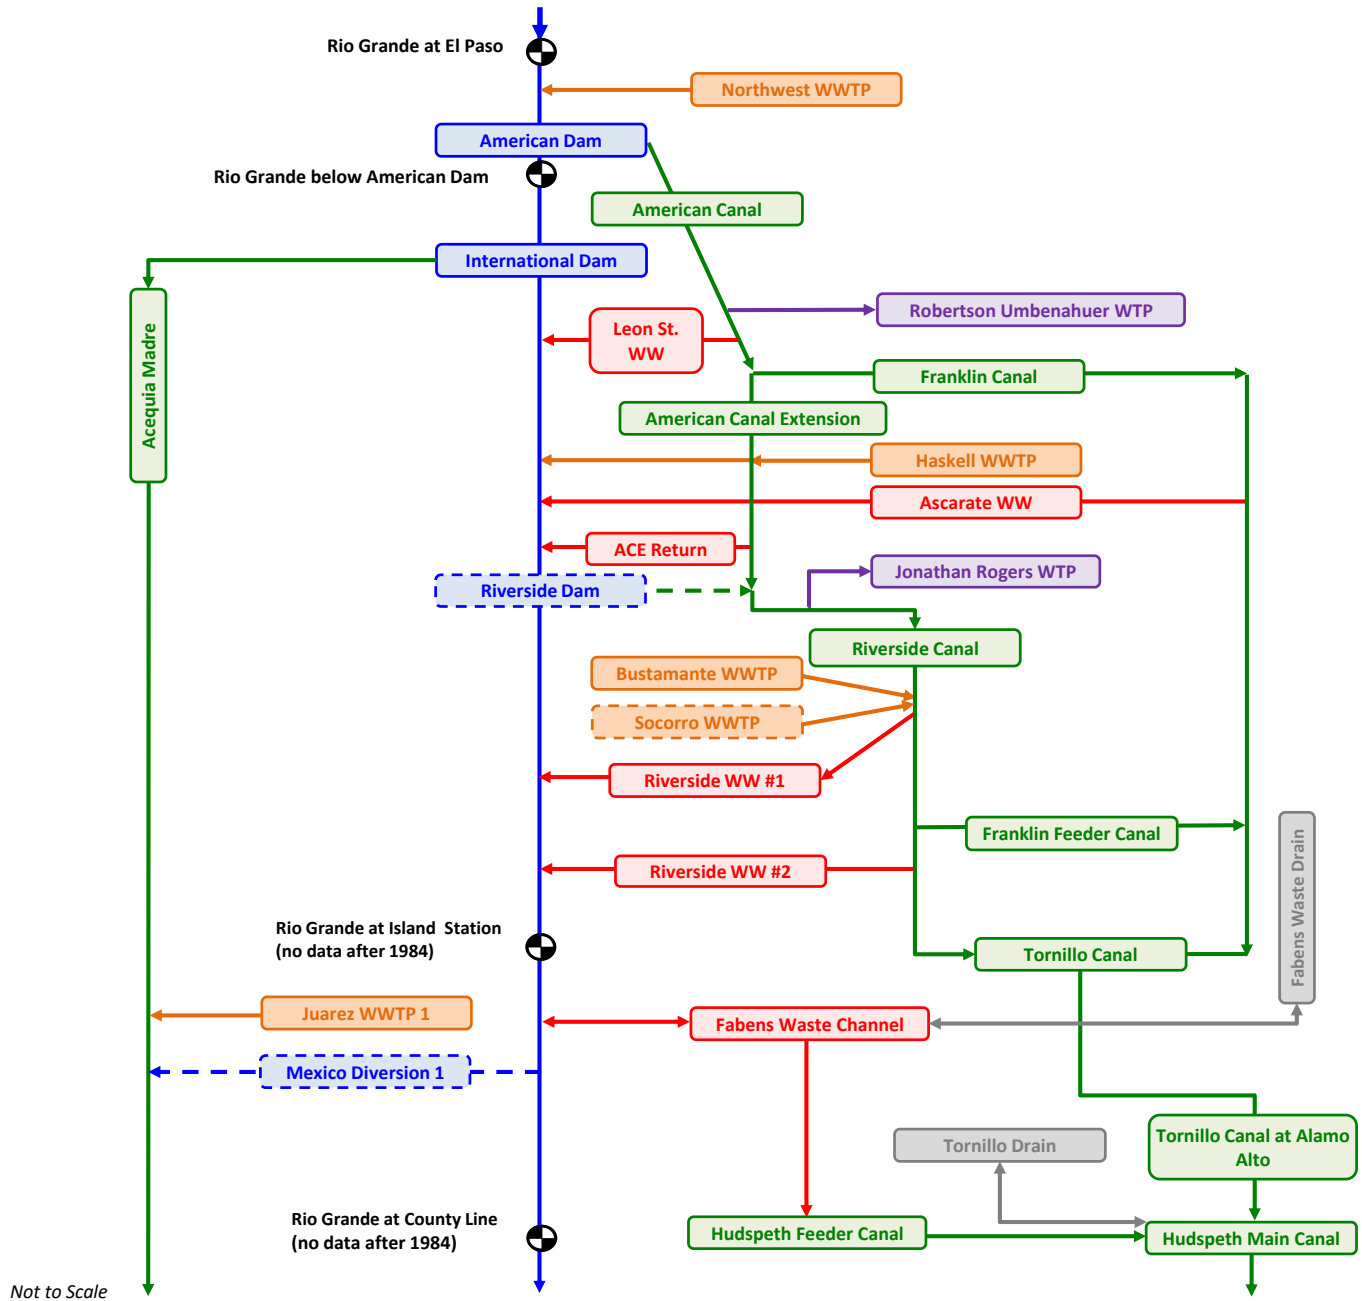 Rio Grande at El Paso
Northwest WWTP
American Dam
Rio Grande below American Dam
American Canal
International Dam
Acequia Madre
Robertson Umbenahuer WTP
Leon St.
WW
Franklin Canal
American Canal Extension
Haskell WWTP
Ascarate WW
ACE Return
Jonathan Rogers WTP
Riverside Dam
Riverside Canal
Bustamante WWTP
Socorro WWTP
Riverside WW #1
Franklin Feeder Canal
Fabens Waste Drain
Riverside WW #2
Rio Grande at Island Station
(no data after 1984)
Tornillo Canal
Juarez WWTP 1
Fabens Waste Channel
Mexico Diversion 1
Tornillo Drain
Tornillo Canal at Alamo
Alto
Rio Grande at County Line
(no data after 1984)
Hudspeth Feeder Canal
Hudspeth Main Canal
Not to Scale